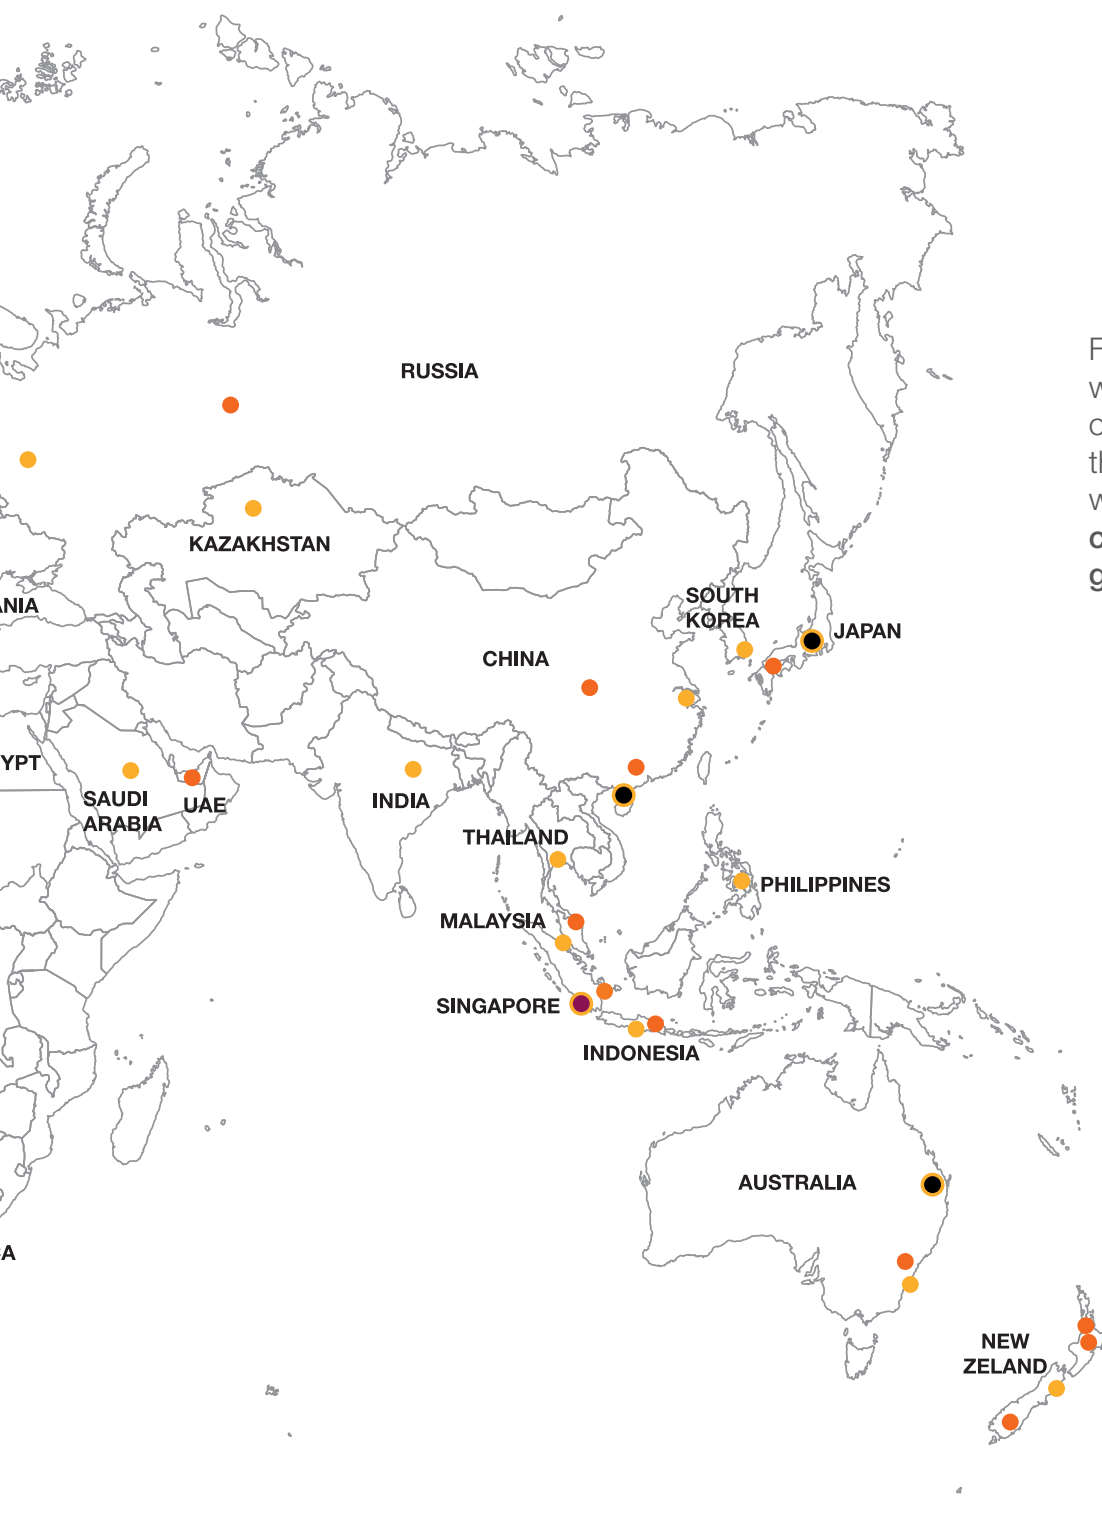 RUSSIA
KAZAKHSTAN
ANIA
SOUTH
KOREA
JAPAN
CHINA
YPT
SAUDI
ARABIA
UAE
INDIA
THAILAND
PHILIPPINES
MALAYSIA
SINGAPORE
INDONESIA
AUSTRALIA
A
NEW
ZELAND
F
w
o
th
w
c
g